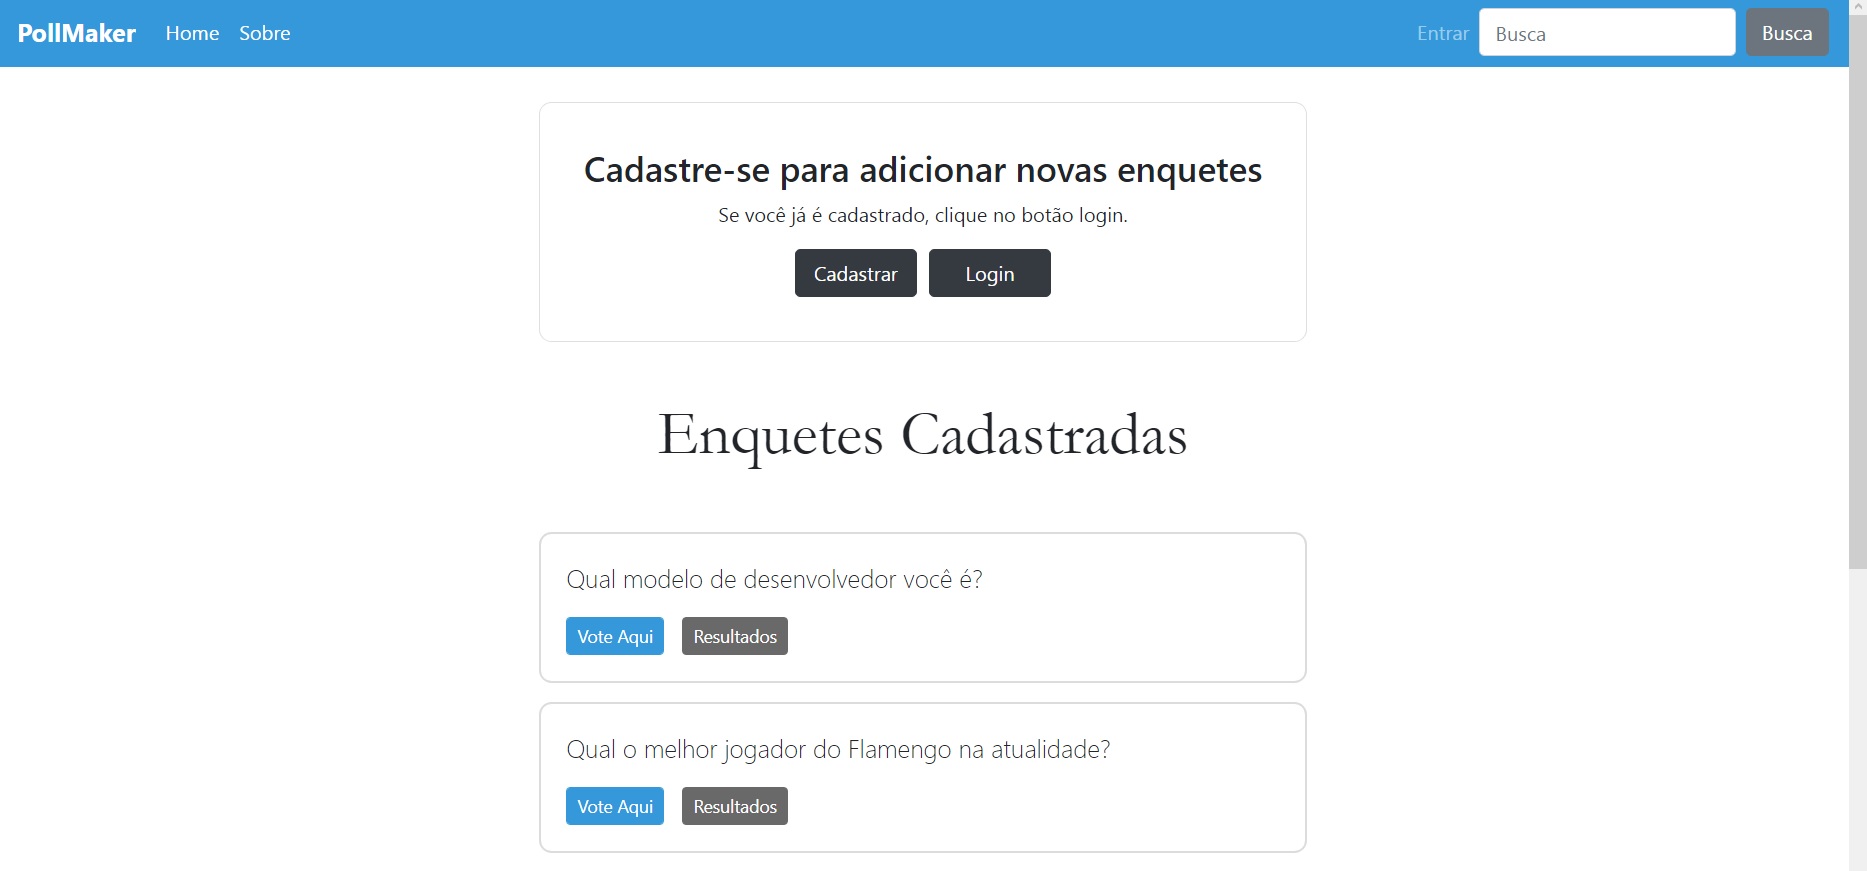 PollMaker Home Sobre Entrar Busca Busca
Cadastre-se para adicionar novas enquetes
Se você já é cadastrado, clique no botão login.
Cadastrar Login
Enquetes Cadastradas
Qual modelo de desenvolvedor você é?
Vote Aqui Resultados
Qual o melhor jogador do Flamengo na atualidade?
Vote Aqui Resultados